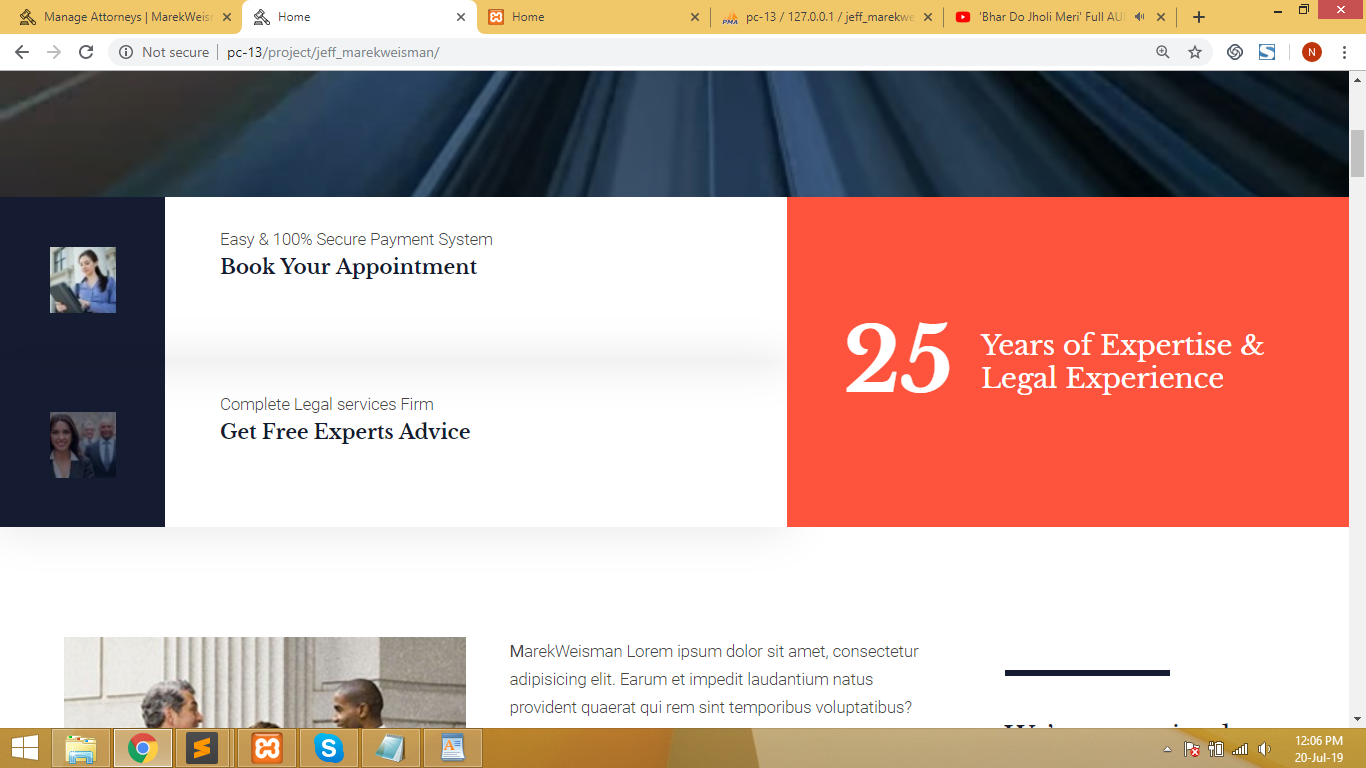 Manage Attorneys | MarekWeism
Home
Home
pc-13 / 127.0.0.1 / jeff_marekwe
'Bhar Do Jholi Meri' Full AU
Not secure
pc-13/project/jeff_marekweisman/
N
Easy & 100% Secure Payment System
Book Your Appointment
Complete Legal services Firm
Get Free Experts Advice
25
Years of Expertise &
Legal Experience
MarekWeisman Lorem ipsum dolor sit amet, consectetur
adipisicing elit. Earum et impedit laudantium natus
provident quaerat qui rem sint temporibus voluptatibus?
12:06 PM
20-Jul-19